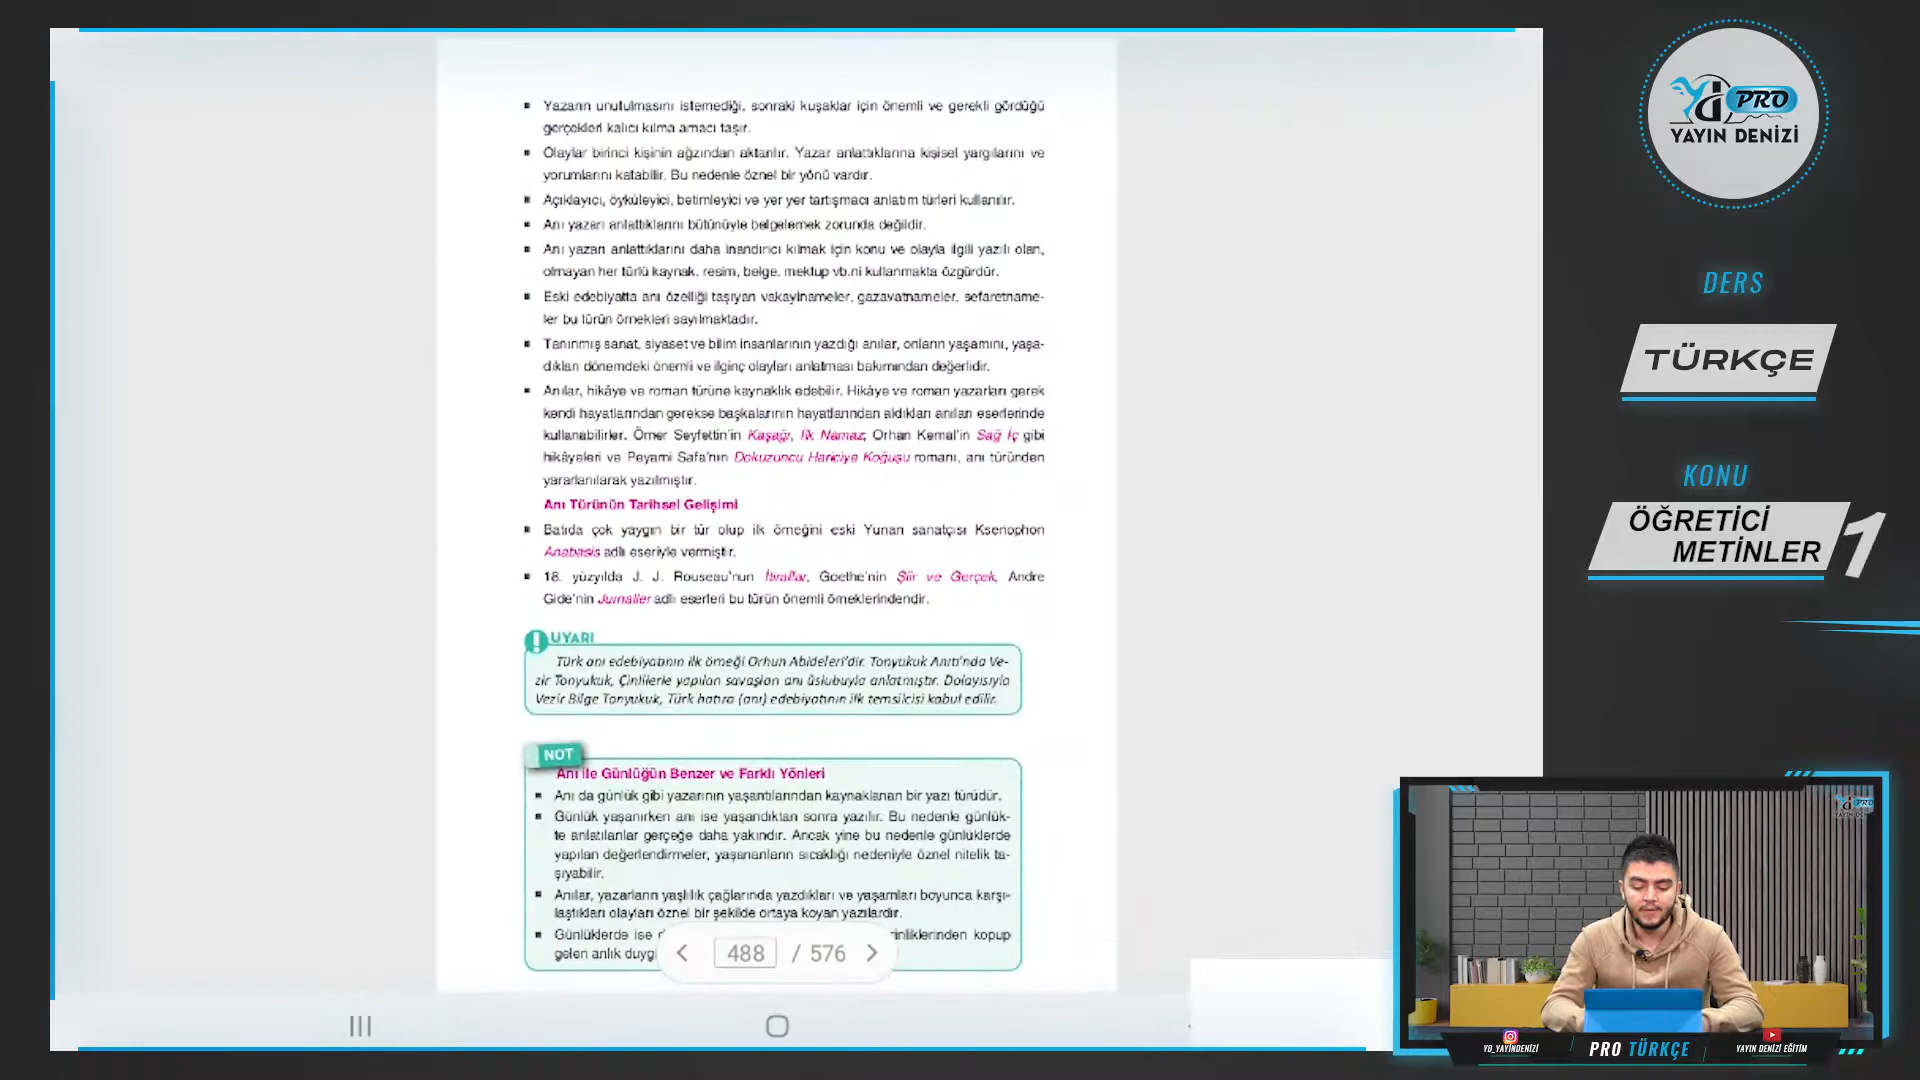 Yazarın unutulmasını istemediği, sonraki kuşaklar için önemli ve gerekli gördüğü
gerçekleri kalıcı kılma amacı taşır.
Olaylar birinci kişinin ağzından aktarılır. Yazar anlattıklarına kişisel yargılarını ve
yorumlarını katabilir. Bu nedenle öznel bir yönü vardır.
Açıklayıcı, öyküleyici, betimleyici ve yer yer tartışmacı anlatım türleri kullanılır.
Anı yazarı anlattıklarını bütünüyle belgelemek zorunda değildir.
Anı yazarı anlattıklarını daha inandırıcı kılmak için konu ve olayla ilgili yazılı olan,
olmayan her türlü kaynak, resim, belge, mektup vb.ni kullanmakta özgürdür.
Eski edebiyatta anı özelliği taşıyan vakayinameler, gazavatnameler, sefaretname-
ler bu türün örnekleri sayılmaktadır.
Tanınmış sanat, siyaset ve bilim insanlarının yazdığı anılar, onların yaşamını, yaşa-
dıkları dönemdeki önemli ve ilginç olayları anlatması bakımından değerlidir.
Anılar, hikâye ve roman türüne kaynaklık edebilir. Hikâye ve roman yazarları gerek
kendi hayatlarından gerekse başkalarının hayatlarından aldıkları anıları eserlerinde
kullanabilirler. Ömer Seyfettin'in Kaşağı, İlk Namaz, Orhan Kemal'in Sağ İç gibi
hikâyeleri ve Peyami Safa'nın Dokuzuncu Hariciye Koğuşu romanı, anı türünden
yararlanılarak yazılmıştır.
Anı Türünün Tarihsel Gelişimi
Batıda çok yaygın bir tür olup ilk örneğini eski Yunan sanatçısı Ksenophon
Anabasis adlı eseriyle vermiştir.
18. yüzyılda J. J. Rouseau'nun İtiraflar, Goethe'nin Şiir ve Gerçek, Andre
Gide'nin Jurnaller adlı eserleri bu türün önemli örneklerindendir.
! UYARI
Türk anı edebiyatının ilk örneği Orhun Abideleri'dir. Tonyukuk Anıtı'nda Ve-
zir Tonyukuk, Çinlilerle yapılan savaşları anı üslubuyla anlatmıştır. Dolayısıyla
Vezir Bilge Tonyukuk, Türk hatıra (anı) edebiyatının ilk temsilcisi kabul edilir.
NOT
Anı ile Günlüğün Benzer ve Farklı Yönleri
Anı da günlük gibi yazarının yaşantılarından kaynaklanan bir yazı türüdür.
Günlük yaşanırken anı ise yaşandıktan sonra yazılır. Bu nedenle günlük-
te anlatılanlar gerçeğe daha yakındır. Ancak yine bu nedenle günlüklerde
yapılan değerlendirmeler, yaşananların sıcaklığı nedeniyle öznel nitelik ta-
şıyabilir.
Anılar, yazarların yaşlılık çağlarında yazdıkları ve yaşamları boyunca karşı-
laştıkları olayları öznel bir şekilde ortaya koyan yazılardır.
Günlüklerde ise rinliklerinden kopup
gelen anlık duygu
488 / 576
yd PRO
YAYIN DENİZİ
DERS
TÜRKÇE
KONU
ÖĞRETİCİ
METİNLER 1
YD_YAYINDENIZI
PRO TÜRKÇE
YAYIN DENİZİ EĞİTİM